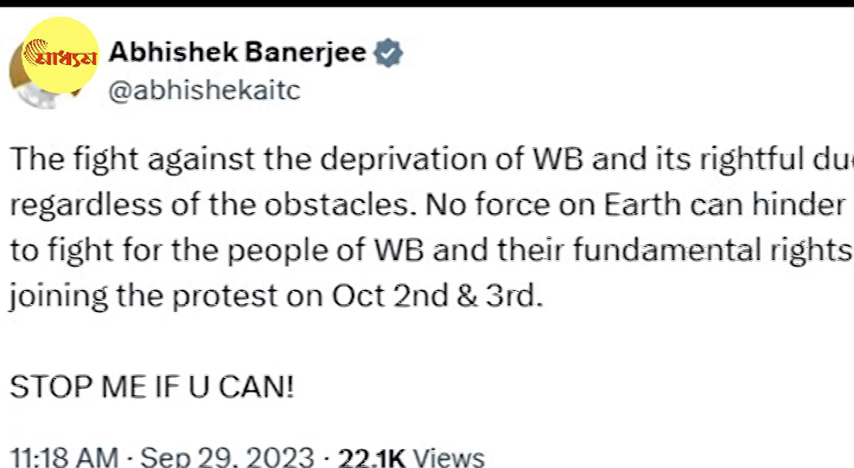 মাধ্যম
Abhishek Banerjee
@abhishekaitc
The fight against the deprivation of WB and its rightful
regardless of the obstacles. No force on Earth can hinder
to fight for the people of WB and their fundamental rights
joining the protest on Oct 2nd & 3rd.
STOP ME IF U CAN!
11:18 AM · Sep 29, 2023 · 22.1K Views